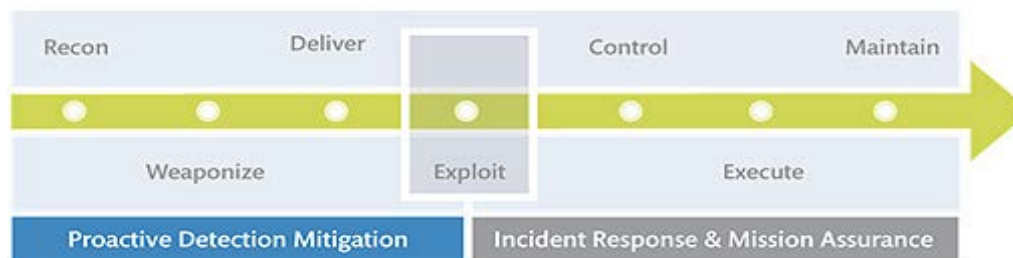 Recon
Deliver
Control
Maintain
Weaponize
Exploit
Execute
Proactive Detection Mitigation
Incident Response & Mission Assurance